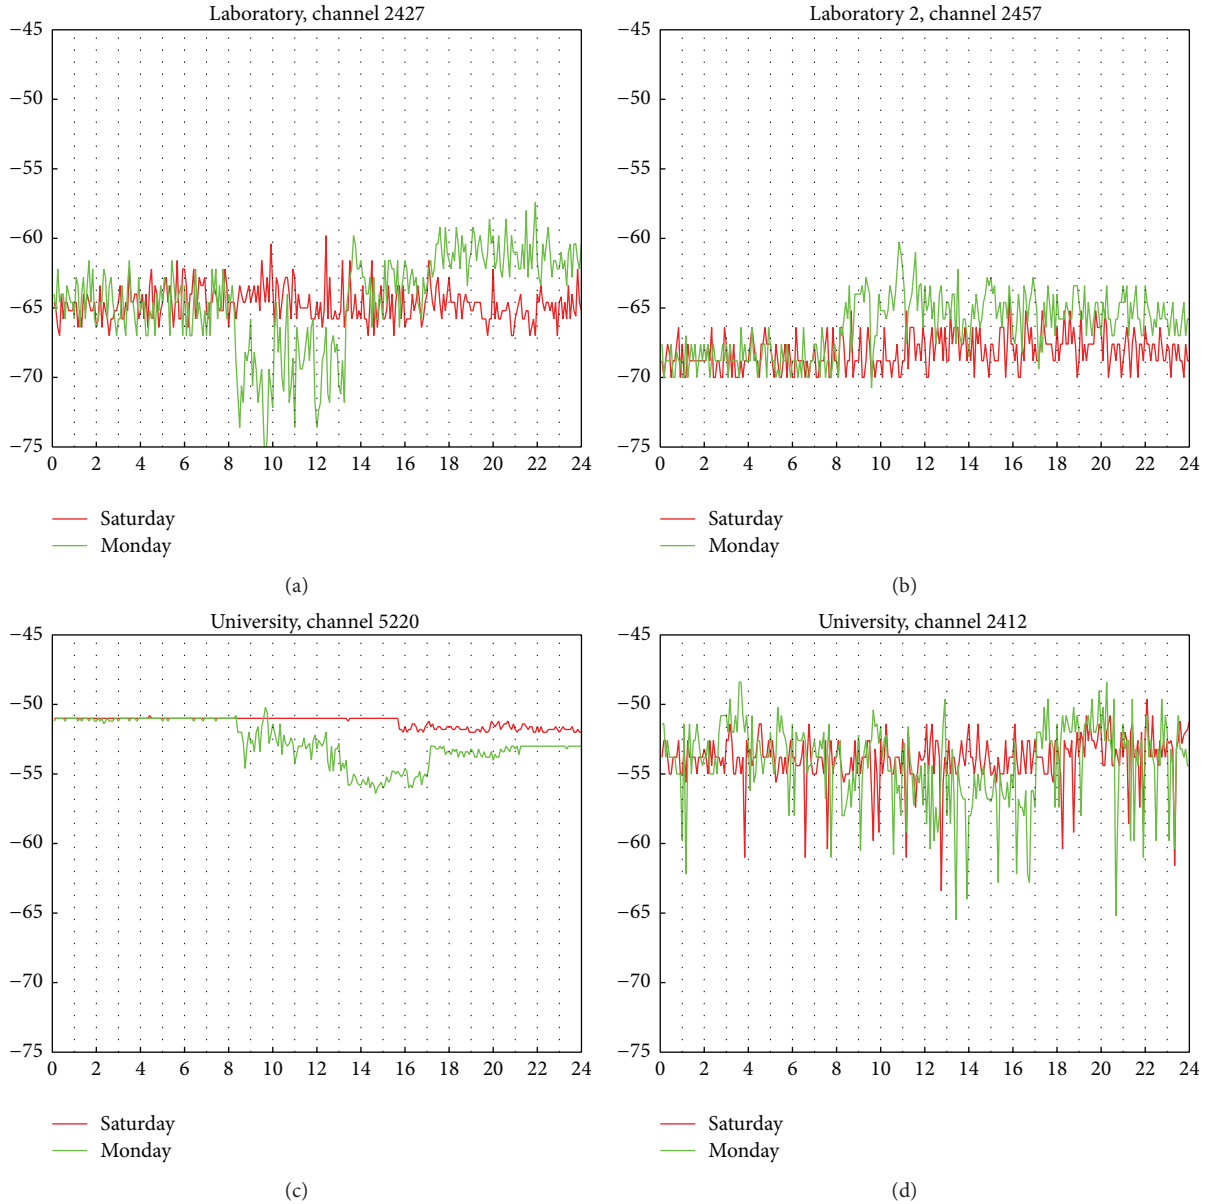 Laboratory, channel 2427
−45
−50
−55
−60
−65
−70
−75
0 2 4 6 8 10 12 14 16 18 20 22 24
Saturday
Monday
(a)
Laboratory 2, channel 2457
−45
−50
−55
−60
−65
−70
−75
0 2 4 6 8 10 12 14 16 18 20 22 24
Saturday
Monday
(b)
University, channel 5220
−45
−50
−55
−60
−65
−70
−75
0 2 4 6 8 10 12 14 16 18 20 22 24
Saturday
Monday
(c)
University, channel 2412
−45
−50
−55
−60
−65
−70
−75
0 2 4 6 8 10 12 14 16 18 20 22 24
Saturday
Monday
(d)